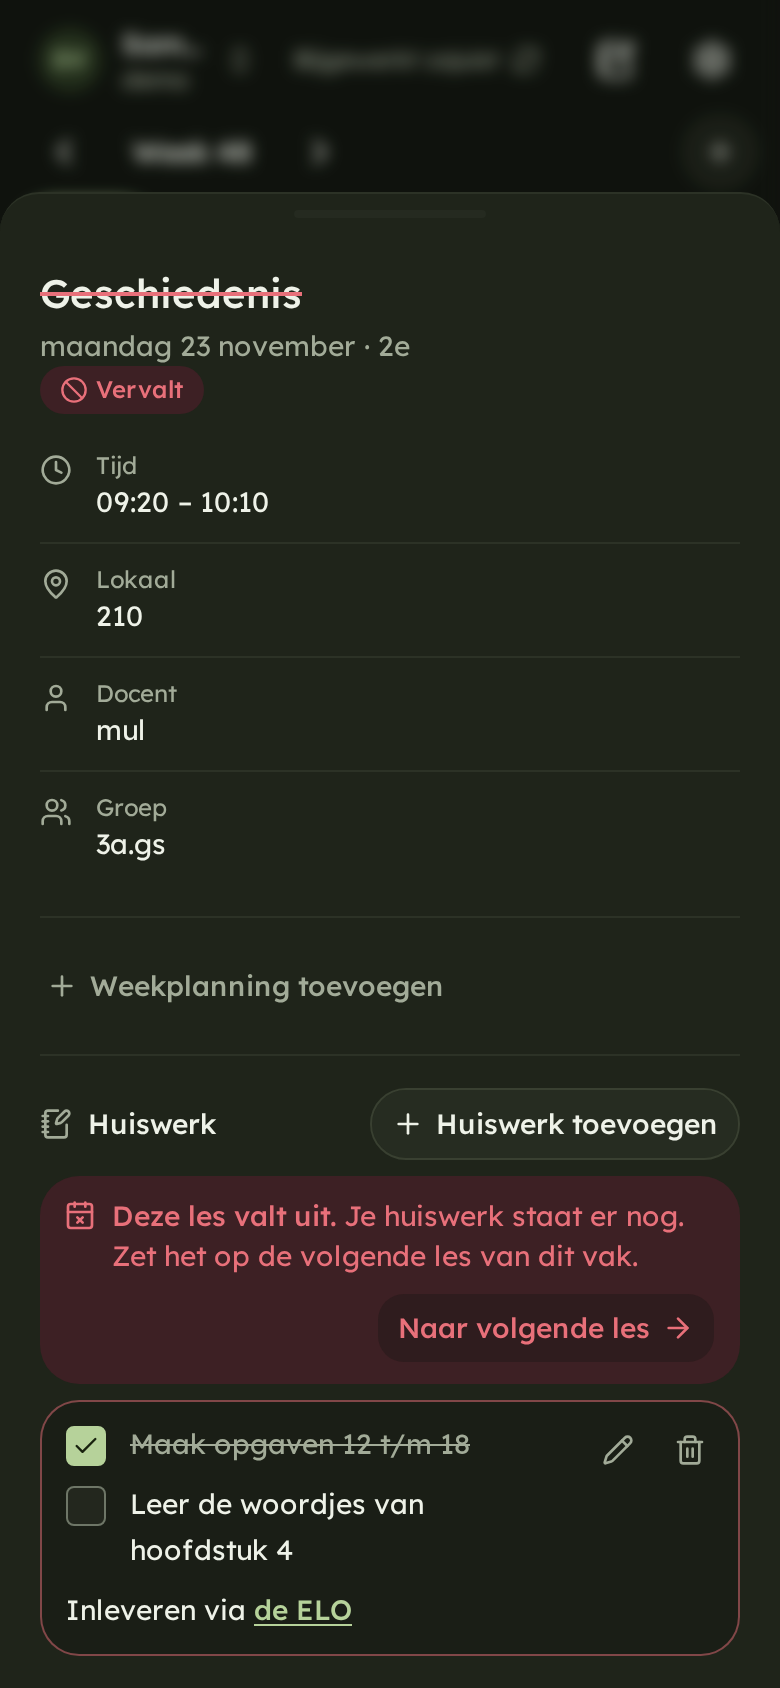 Week 48
Geschiedenis
maandag 23 november · 2e
Vervalt
Tijd
09:20 – 10:10
Lokaal
210
Docent
mul
Groep
3a.gs
Weekplanning toevoegen
Huiswerk
Huiswerk toevoegen
Deze les valt uit. Je huiswerk staat er nog.
Zet het op de volgende les van dit vak.
Naar volgende les
Maak opgaven 12 t/m 18
Leer de woordjes van
hoofdstuk 4
Inleveren via de ELO